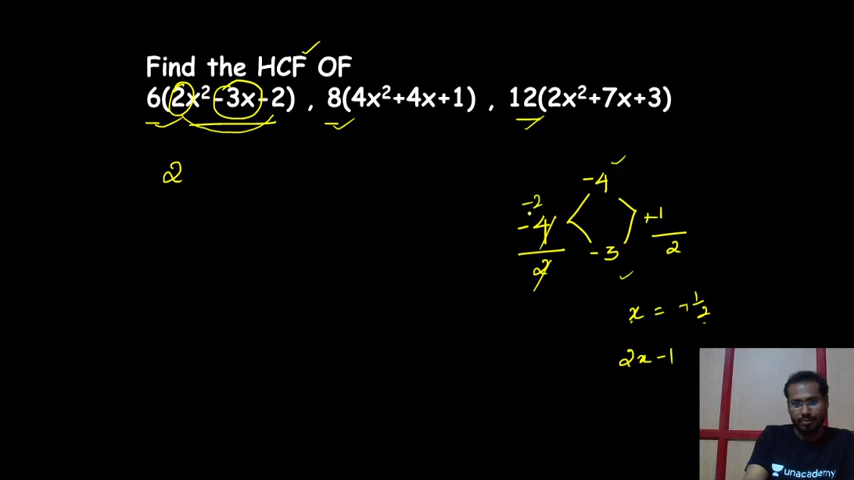 Find the HCF OF
6(2x²-3x-2) , 8(4x²+4x+1) , 12(2x²+7x+3)
2
-4
-2
-4
+1
2
2
-3
x = +1/2
2x-1
unacademy